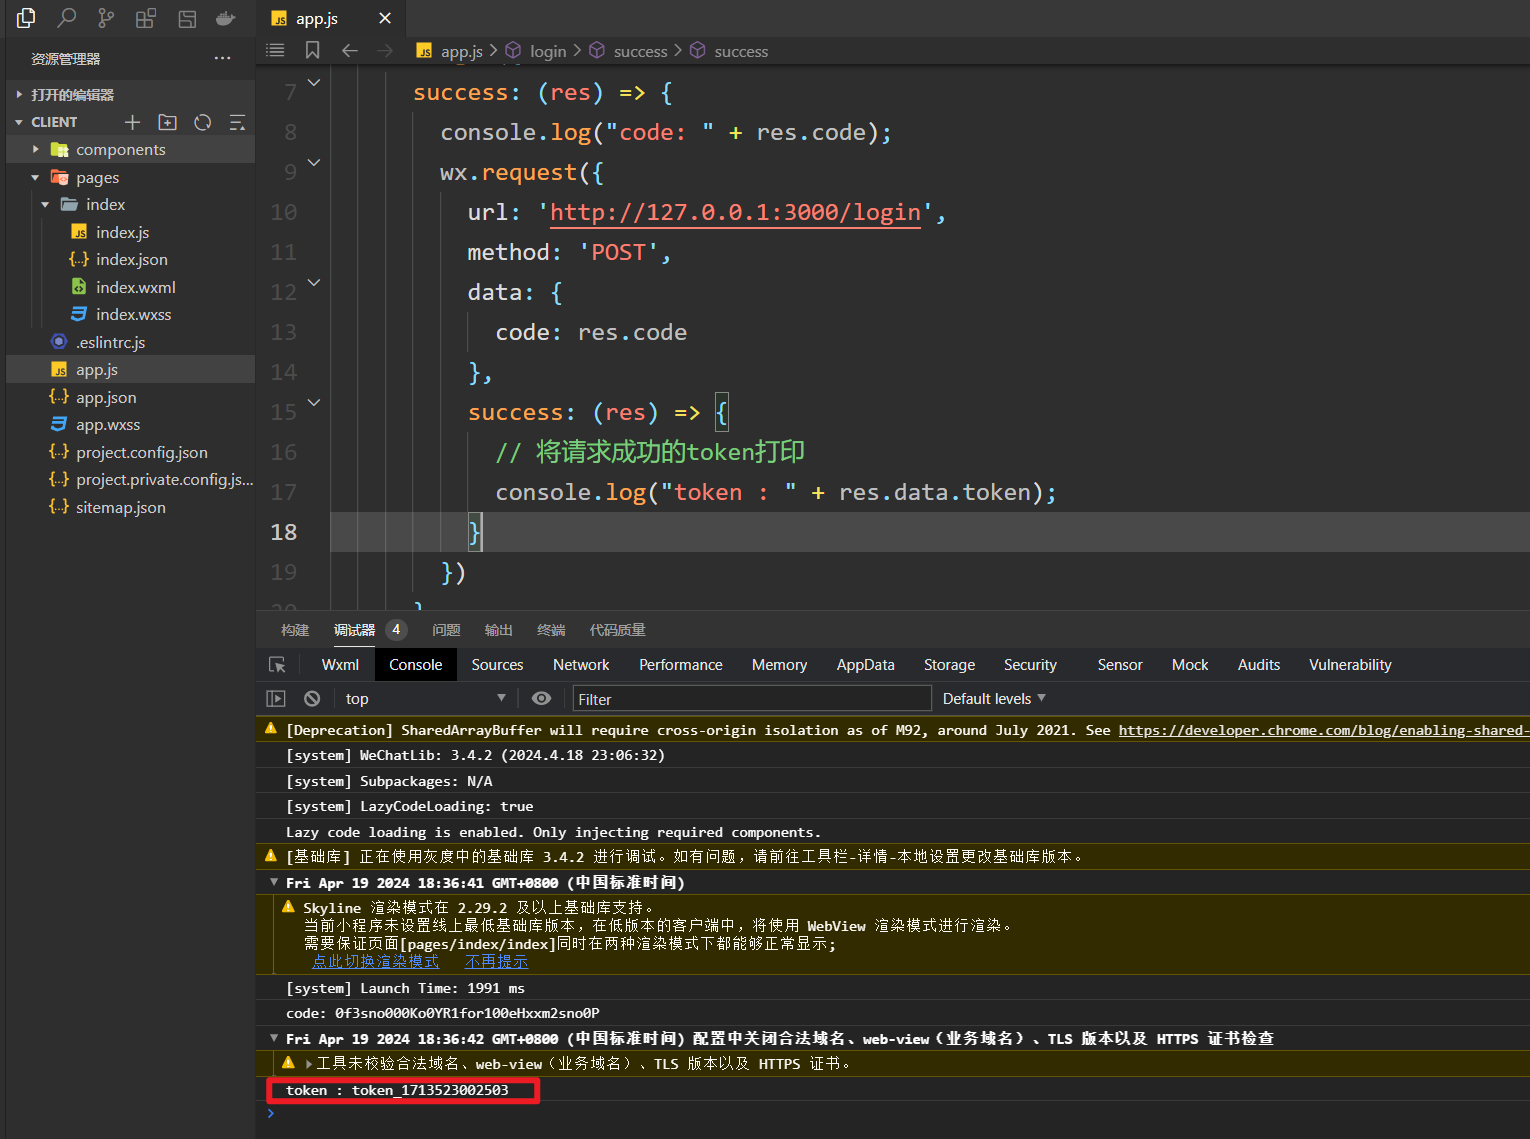 app.js
资源管理器
打开的编辑器
CLIENT
components
pages
index
index.js
index.json
index.wxml
index.wxss
.eslintrc.js
app.js
app.json
app.wxss
project.config.json
project.private.config.js...
sitemap.json
app.js > login > success > success
7 success: (res) => {
8 console.log("code: " + res.code);
9 wx.request({
10 url: 'http://127.0.0.1:3000/login',
11 method: 'POST',
12 data: {
13 code: res.code
14 },
15 success: (res) => {
16 // 将请求成功的token打印
17 console.log("token : " + res.data.token);
18 }
19 })
20 }
构建 调试器 4 问题 输出 终端 代码质量
Wxml Console Sources Network Performance Memory AppData Storage Security Sensor Mock Audits Vulnerability
top Filter Default levels
[Deprecation] SharedArrayBuffer will require cross-origin isolation as of M92, around July 2021. See https://developer.chrome.com/blog/enabling-shared-
[system] WeChatLib: 3.4.2 (2024.4.18 23:06:32)
[system] Subpackages: N/A
[system] LazyCodeLoading: true
Lazy code loading is enabled. Only injecting required components.
[基础库] 正在使用灰度中的基础库 3.4.2 进行调试。如有问题，请前往工具栏-详情-本地设置更改基础库版本。
Fri Apr 19 2024 18:36:41 GMT+0800 (中国标准时间)
Skyline 渲染模式在 2.29.2 及以上基础库支持。
当前小程序未设置线上最低基础库版本，在低版本的客户端中，将使用 WebView 渲染模式进行渲染。
需要保证页面[pages/index/index]同时在两种渲染模式下都能够正常显示;
点此切换渲染模式 不再提示
[system] Launch Time: 1991 ms
code: 0f3sno000Ko0YR1for100eHxxm2sno0P
Fri Apr 19 2024 18:36:42 GMT+0800 (中国标准时间) 配置中关闭合法域名、web-view（业务域名）、TLS 版本以及 HTTPS 证书检查
工具未校验合法域名、web-view（业务域名）、TLS 版本以及 HTTPS 证书。
token : token_1713523002503